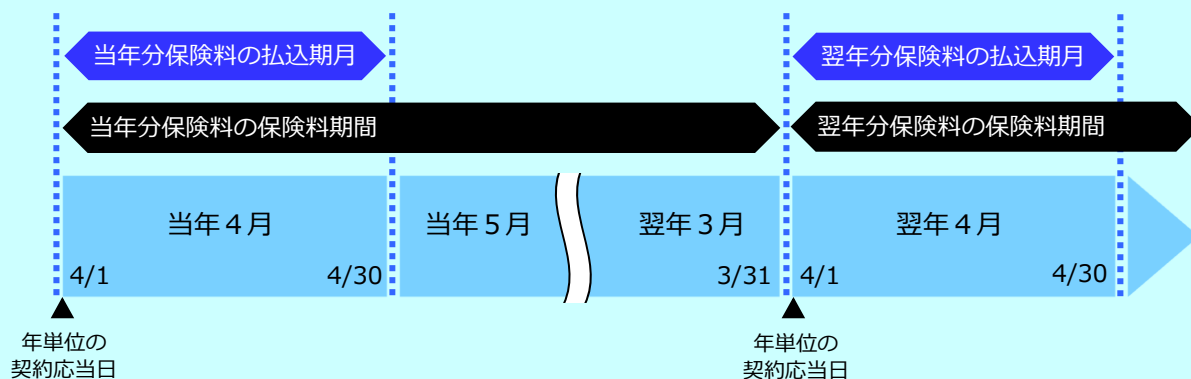 当年分保険料の払込期月
翌年分保険料の払込期月
当年分保険料の保険料期間
翌年分保険料の保険料期間
当年４月
当年５月
翌年３月
翌年４月
4/1
4/30
3/31
4/1
4/30
年単位の
契約応当日
年単位の
契約応当日